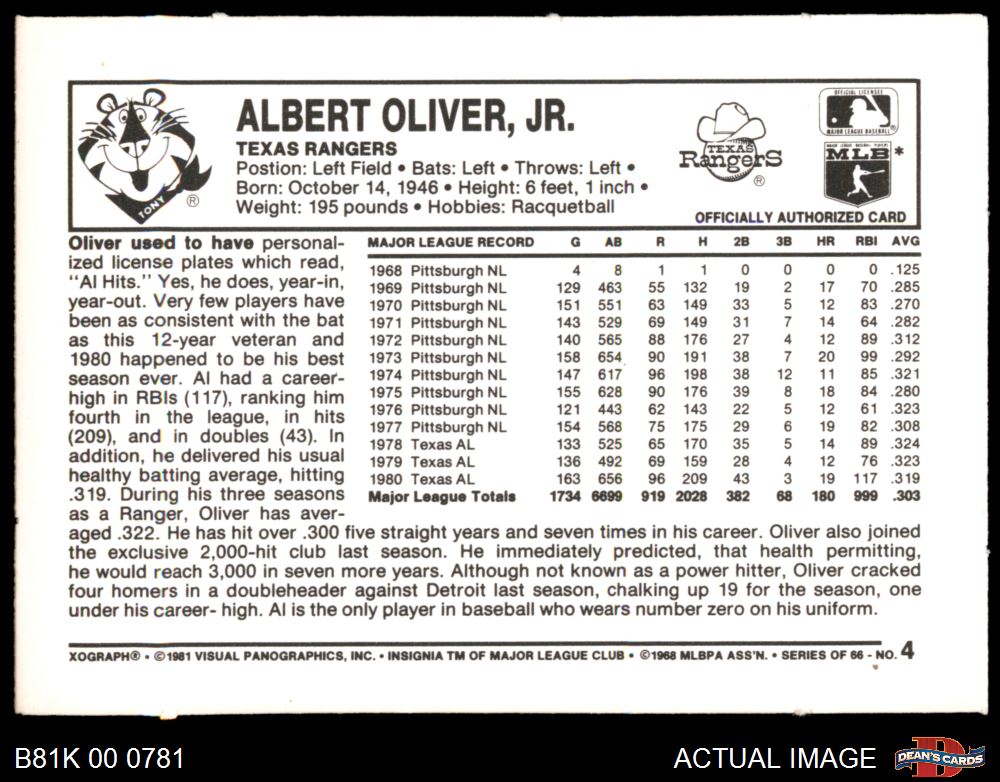 ALBERT OLIVER, JR.
TEXAS RANGERS
Postion: Left Field • Bats: Left • Throws: Left •
Born: October 14, 1946 • Height: 6 feet, 1 inch •
Weight: 195 pounds • Hobbies: Racquetball
TONY ®
TEXAS
RangerS
®
OFFICIAL LICENSEE
MAJOR LEAGUE BASEBALL ®
MLB *
OFFICIALLY AUTHORIZED CARD
Oliver used to have personal-
ized license plates which read,
"Al Hits." Yes, he does, year-in,
year-out. Very few players have
been as consistent with the bat
as this 12-year veteran and
1980 happened to be his best
season ever. Al had a career-
high in RBIs (117), ranking him
fourth in the league, in hits
(209), and in doubles (43). In
addition, he delivered his usual
healthy batting average, hitting
.319. During his three seasons
as a Ranger, Oliver has aver-
MAJOR LEAGUE RECORD G AB R H 2B 3B HR RBI AVG
1968 Pittsburgh NL 4 8 1 1 0 0 0 0 .125
1969 Pittsburgh NL 129 463 55 132 19 2 17 70 .285
1970 Pittsburgh NL 151 551 63 149 33 5 12 83 .270
1971 Pittsburgh NL 143 529 69 149 31 7 14 64 .282
1972 Pittsburgh NL 140 565 88 176 27 4 12 89 .312
1973 Pittsburgh NL 158 654 90 191 38 7 20 99 .292
1974 Pittsburgh NL 147 617 96 198 38 12 11 85 .321
1975 Pittsburgh NL 155 628 90 176 39 8 18 84 .280
1976 Pittsburgh NL 121 443 62 143 22 5 12 61 .323
1977 Pittsburgh NL 154 568 75 175 29 6 19 82 .308
1978 Texas AL 133 525 65 170 35 5 14 89 .324
1979 Texas AL 136 492 69 159 28 4 12 76 .323
1980 Texas AL 163 656 96 209 43 3 19 117 .319
Major League Totals 1734 6699 919 2028 382 68 180 999 .303
aged .322. He has hit over .300 five straight years and seven times in his career. Oliver also joined
the exclusive 2,000-hit club last season. He immediately predicted, that health permitting,
he would reach 3,000 in seven more years. Although not known as a power hitter, Oliver cracked
four homers in a doubleheader against Detroit last season, chalking up 19 for the season, one
under his career- high. Al is the only player in baseball who wears number zero on his uniform.
XOGRAPH® • ©1981 VISUAL PANOGRAPHICS, INC. • INSIGNIA TM OF MAJOR LEAGUE CLUB • ©1968 MLBPA ASS'N. • SERIES OF 66 - NO. 4
B81K 00 0781
ACTUAL IMAGE
DEAN'S CARDS